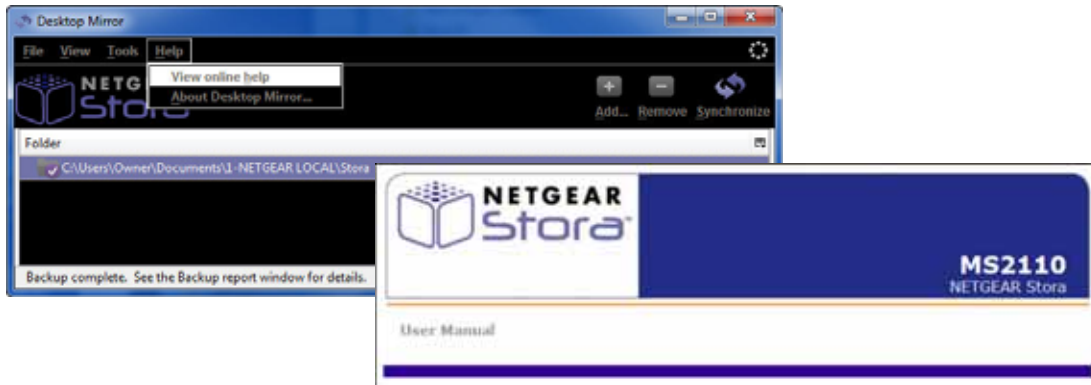 Desktop Mirror
File View Tools Help
View online help
About Desktop Mirror...
NETG
Stora
Add... Remove Synchronize
Folder
C:\Users\Owner\Documents\1-NETGEAR LOCAL\Stora
Backup complete. See the Backup report window for details.
NETGEAR
Stora
MS2110
NETGEAR Stora
User Manual